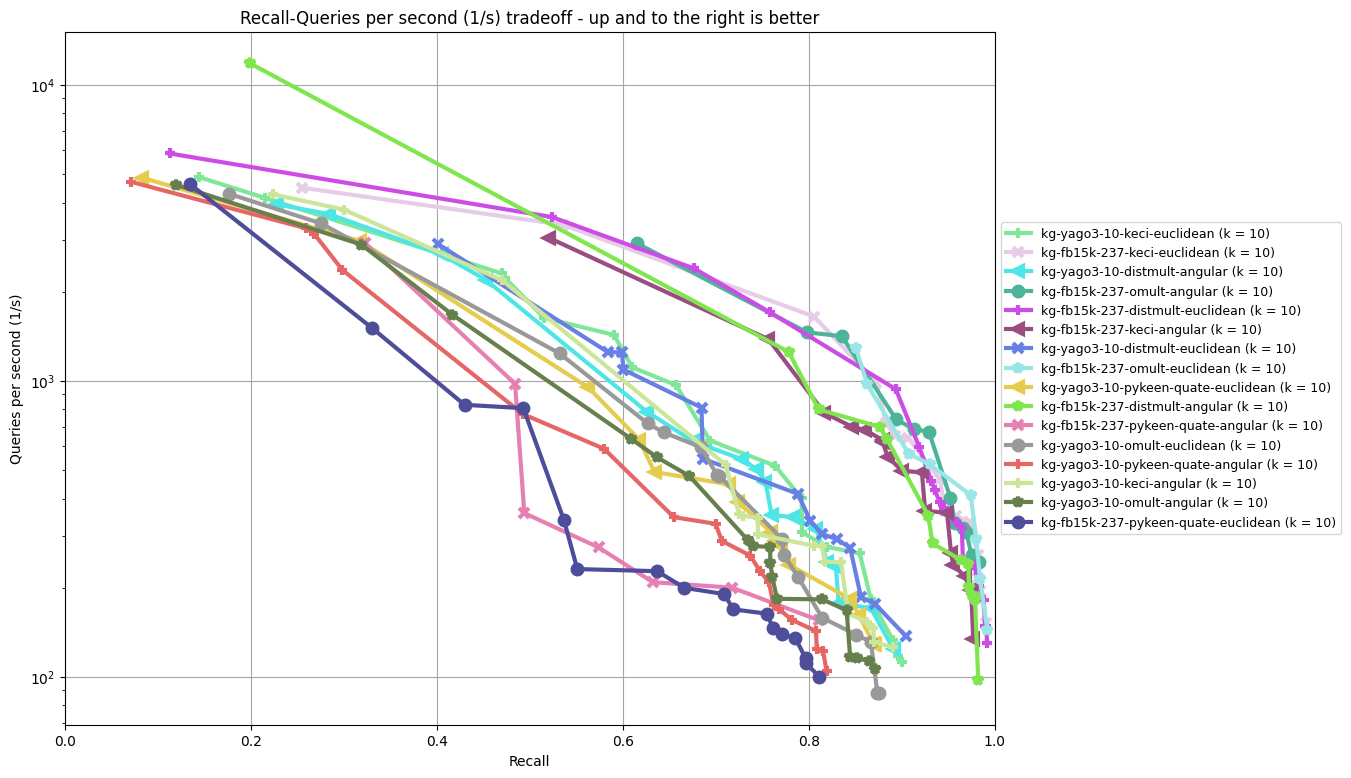 Recall-Queries per second (1/s) tradeoff - up and to the right is better
Queries per second (1/s)
10^4
10^3
10^2
0.0 0.2 0.4 0.6 0.8 1.0
Recall
kg-yago3-10-keci-euclidean (k = 10)
kg-fb15k-237-keci-euclidean (k = 10)
kg-yago3-10-distmult-angular (k = 10)
kg-fb15k-237-omult-angular (k = 10)
kg-fb15k-237-distmult-euclidean (k = 10)
kg-fb15k-237-keci-angular (k = 10)
kg-yago3-10-distmult-euclidean (k = 10)
kg-fb15k-237-omult-euclidean (k = 10)
kg-yago3-10-pykeen-quate-euclidean (k = 10)
kg-fb15k-237-distmult-angular (k = 10)
kg-fb15k-237-pykeen-quate-angular (k = 10)
kg-yago3-10-omult-euclidean (k = 10)
kg-yago3-10-pykeen-quate-angular (k = 10)
kg-yago3-10-keci-angular (k = 10)
kg-yago3-10-omult-angular (k = 10)
kg-fb15k-237-pykeen-quate-euclidean (k = 10)